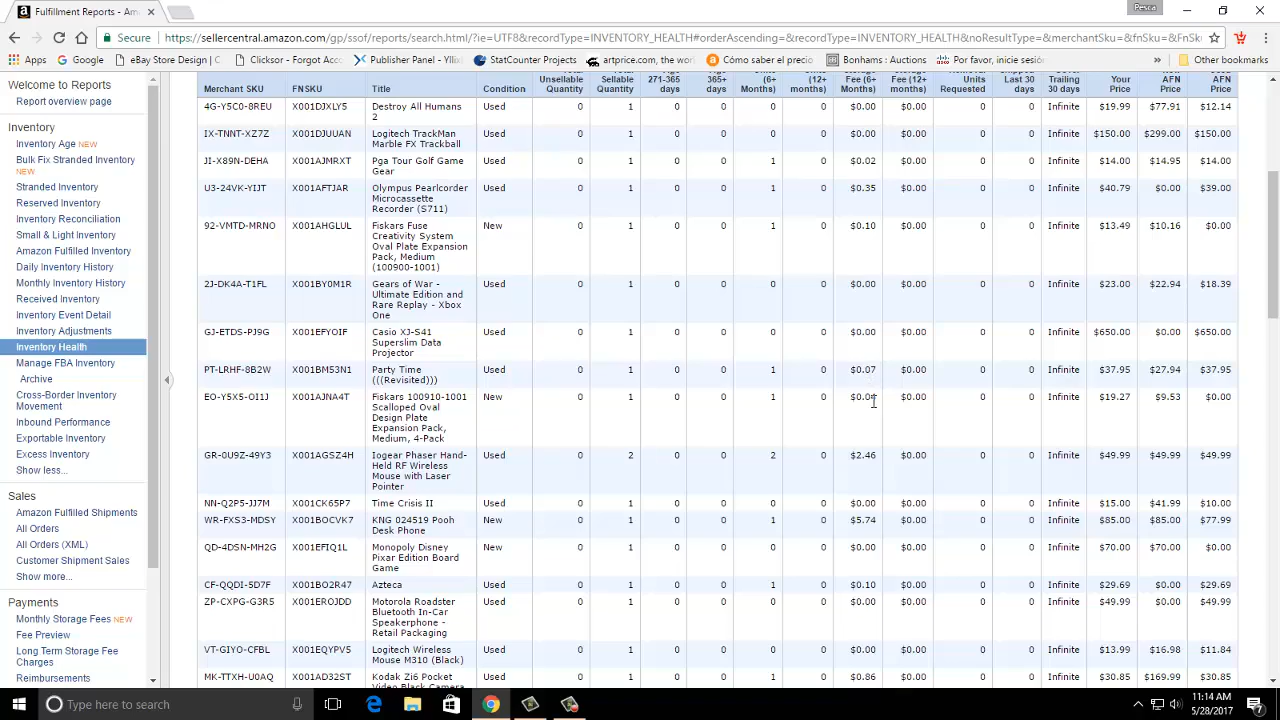 Fulfillment Reports - Am
Pesca
Secure
https://sellercentral.amazon.com/gp/ssof/reports/search.html/?ie=UTF8&recordType=INVENTORY_HEALTH#orderAscending=&recordType=INVENTORY_HEALTH&noResultType=&merchantSku=&fnSku=&FnSku
Apps Google eBay Store Design Clicksor - Forgot Acco Publisher Panel - Yllix StatCounter Projects artprice.com, the wor Cómo saber el precio Bonhams : Auctions Por favor, inicie sesió » Other bookmarks
Welcome to Reports
Report overview page
Inventory
Inventory Age NEW
Bulk Fix Stranded Inventory
NEW
Stranded Inventory
Reserved Inventory
Inventory Reconciliation
Small & Light Inventory
Amazon Fulfilled Inventory
Daily Inventory History
Monthly Inventory History
Received Inventory
Inventory Event Detail
Inventory Adjustments
Inventory Health
Manage FBA Inventory
Archive
Cross-Border Inventory
Movement
Inbound Performance
Exportable Inventory
Excess Inventory
Show less...
Sales
Amazon Fulfilled Shipments
All Orders
All Orders (XML)
Customer Shipment Sales
Show more...
Payments
Monthly Storage Fees NEW
Fee Preview
Long Term Storage Fee
Charges
Reimbursements
Unsellable Sellable 271-365 365+ (6+ (12+ Fee (6+ Fee (12+ Units Last 30 Trailing Your AFN AFN
Merchant SKU FNSKU Title Condition Quantity Quantity days days Months) months) Months) months) Requested days 30 days Price Price Price
4G-Y5C0-8REU X001DJXLY5 Destroy All Humans Used 0 1 0 0 0 0 $0.00 $0.00 0 0 Infinite $19.99 $77.91 $12.14
2
IX-TNNT-XZ7Z X001DJUUAN Logitech TrackMan Used 0 1 0 0 0 0 $0.00 $0.00 0 0 Infinite $150.00 $299.00 $150.00
Marble FX Trackball
JI-X89N-DEHA X001AJMRXT Pga Tour Golf Game Used 0 1 0 0 1 0 $0.02 $0.00 0 0 Infinite $14.00 $14.95 $14.00
Gear
U3-24VK-YIJT X001AFTJAR Olympus Pearlcorder Used 0 1 0 0 1 0 $0.35 $0.00 0 0 Infinite $40.79 $0.00 $39.00
Microcassette
Recorder (S711)
92-VMTD-MRNO X001AHGLUL Fiskars Fuse New 0 1 0 0 1 0 $0.10 $0.00 0 0 Infinite $13.49 $10.16 $0.00
Creativity System
Oval Plate Expansion
Pack, Medium
(100900-1001)
2J-DK4A-T1FL X001BY0M1R Gears of War - Used 0 1 0 0 0 0 $0.00 $0.00 0 0 Infinite $23.00 $22.94 $18.39
Ultimate Edition and
Rare Replay - Xbox
One
GJ-ETDS-PJ9G X001EFYOIF Casio XJ-S41 Used 0 1 0 0 0 0 $0.00 $0.00 0 0 Infinite $650.00 $0.00 $650.00
Superslim Data
Projector
PT-LRHF-8B2W X001BM53N1 Party Time Used 0 1 0 0 1 0 $0.07 $0.00 0 0 Infinite $37.95 $27.94 $37.95
(((Revisited)))
EO-Y5X5-OI1J X001AJNA4T Fiskars 100910-1001 New 0 1 0 0 1 0 $0.00 0 0 Infinite $19.27 $9.53 $0.00
Scalloped Oval
Design Plate
Expansion Pack,
Medium, 4-Pack
GR-0U9Z-49Y3 X001AGSZ4H Iogear Phaser Hand- Used 0 2 0 0 2 0 $2.46 $0.00 0 0 Infinite $49.99 $49.99 $49.99
Held RF Wireless
Mouse with Laser
Pointer
NN-Q2P5-JJ7M X001CK65P7 Time Crisis II Used 0 1 0 0 0 0 $0.00 $0.00 0 0 Infinite $15.00 $41.99 $10.00
WR-FXS3-MDSY X001BOCVK7 KNG 024519 Pooh New 0 1 0 0 1 0 $5.74 $0.00 0 0 Infinite $85.00 $85.00 $77.99
Desk Phone
QD-4DSN-MH2G X001EFIQ1L Monopoly Disney New 0 1 0 0 0 0 $0.00 $0.00 0 0 Infinite $70.00 $70.00 $0.00
Pixar Edition Board
Game
CF-QQDI-5D7F X001BO2R47 Azteca Used 0 1 0 0 1 0 $0.10 $0.00 0 0 Infinite $29.69 $0.00 $29.69
ZP-CXPG-G3R5 X001EROJDD Motorola Roadster Used 0 1 0 0 0 0 $0.00 $0.00 0 0 Infinite $49.99 $0.00 $49.99
Bluetooth In-Car
Speakerphone -
Retail Packaging
VT-GIYO-CFBL X001EQYPV5 Logitech Wireless Used 0 1 0 0 0 0 $0.00 $0.00 0 0 Infinite $13.99 $16.98 $11.84
Mouse M310 (Black)
MK-TTXH-U0AQ X001AD32ST Kodak Zi6 Pocket Used 0 1 0 0 1 0 $0.86 $0.00 0 0 Infinite $30.85 $169.99 $30.85
Video Black Camera
Type here to search
11:14 AM
5/28/2017